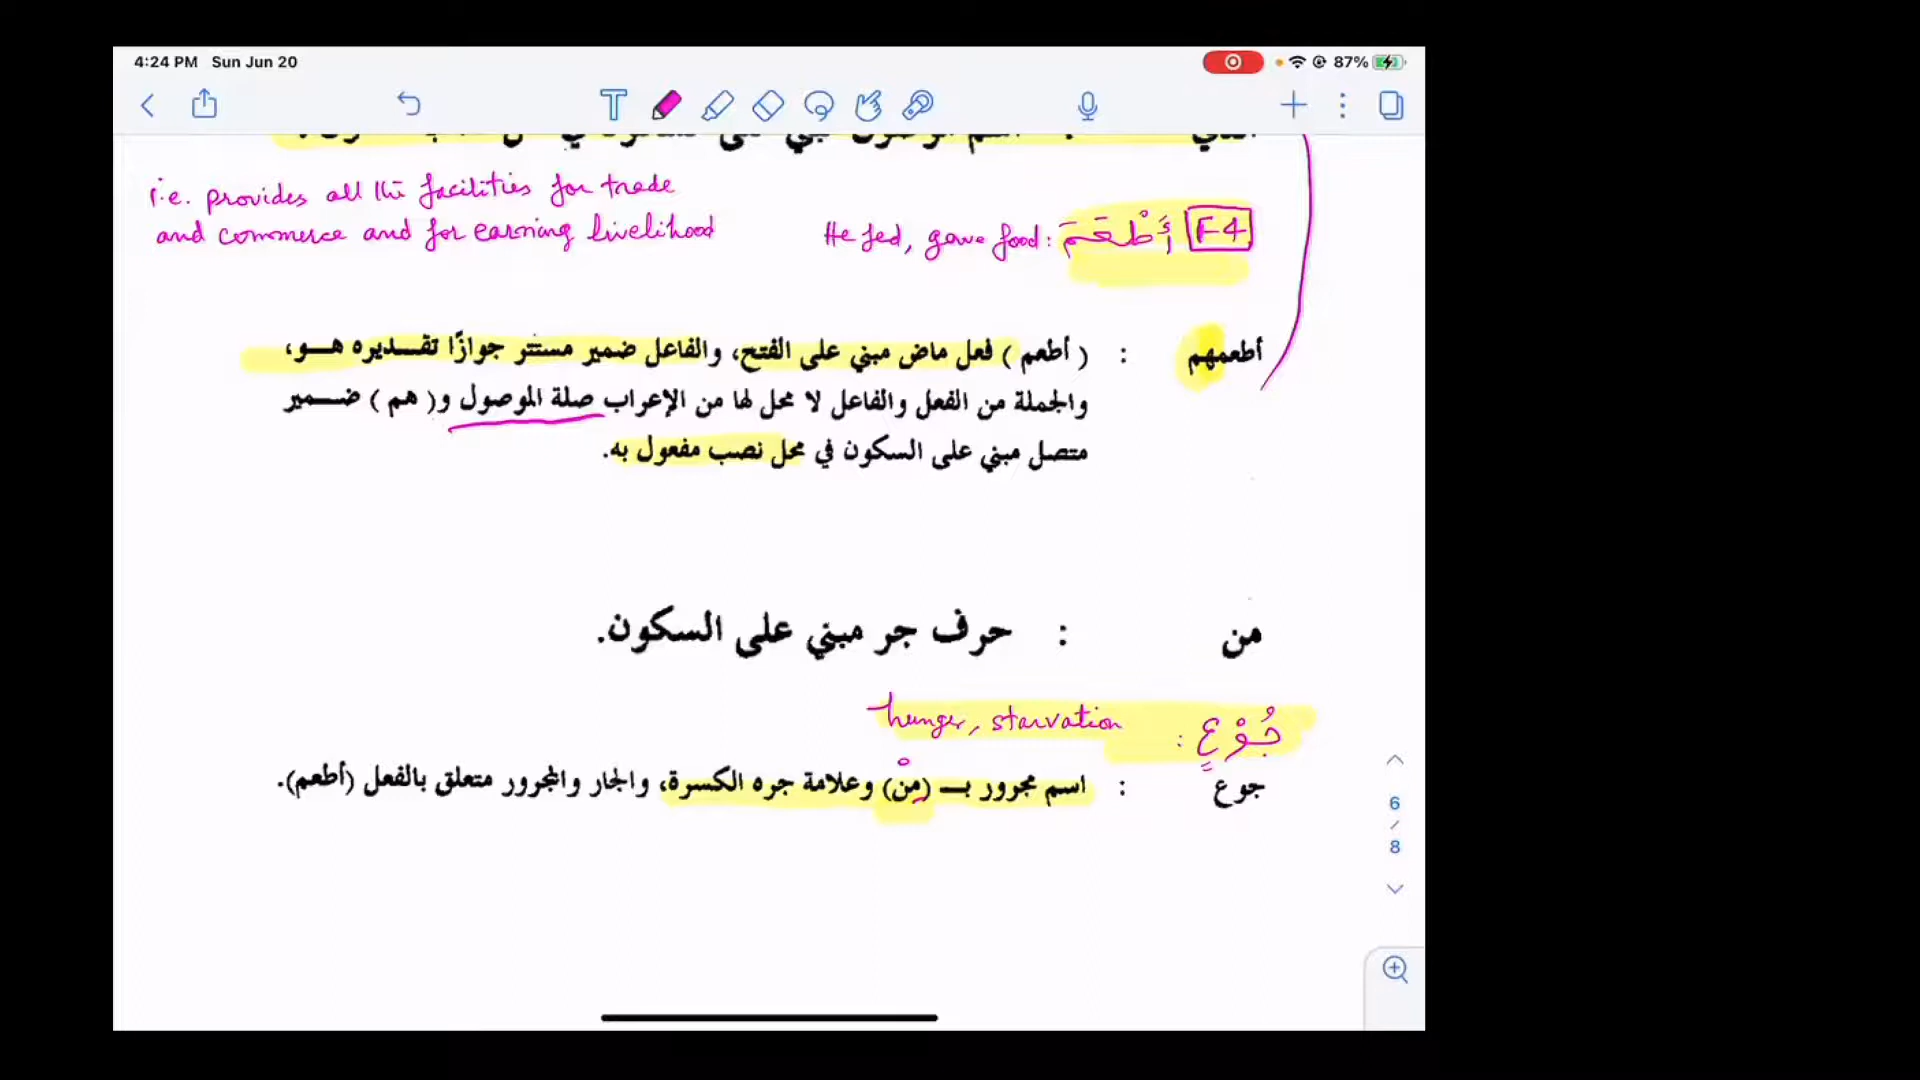 4:24 PM Sun Jun 20
87%
i.e. provides all the facilities for trade
and commerce and for earning livelihood
F4 أَطْعَمَ : He fed, gave food
أطعمهم : ( أطعم ) فعل ماض مبني على الفتح، والفاعل ضمير مستتر جوازًا تقـديره هـو،
والجملة من الفعل والفاعل لا محل لها من الإعراب صلة الموصول و( هم ) ضـمير
متصل مبني على السكون في محل نصب مفعول به.
من : حرف جر مبني على السكون.
جُوْعٍ : hunger, starvation
جوع : اسم مجرور بـ (مِنْ) وعلامة جره الكسرة، والجار والمجرور متعلق بالفعل (أطعم).
6
/
8